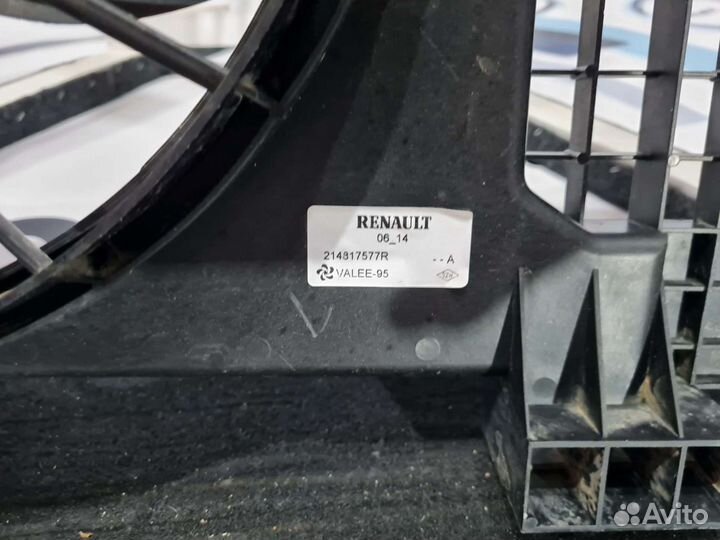 RENAULT
06_14
214817577R -- A
VALEE-95
Avito